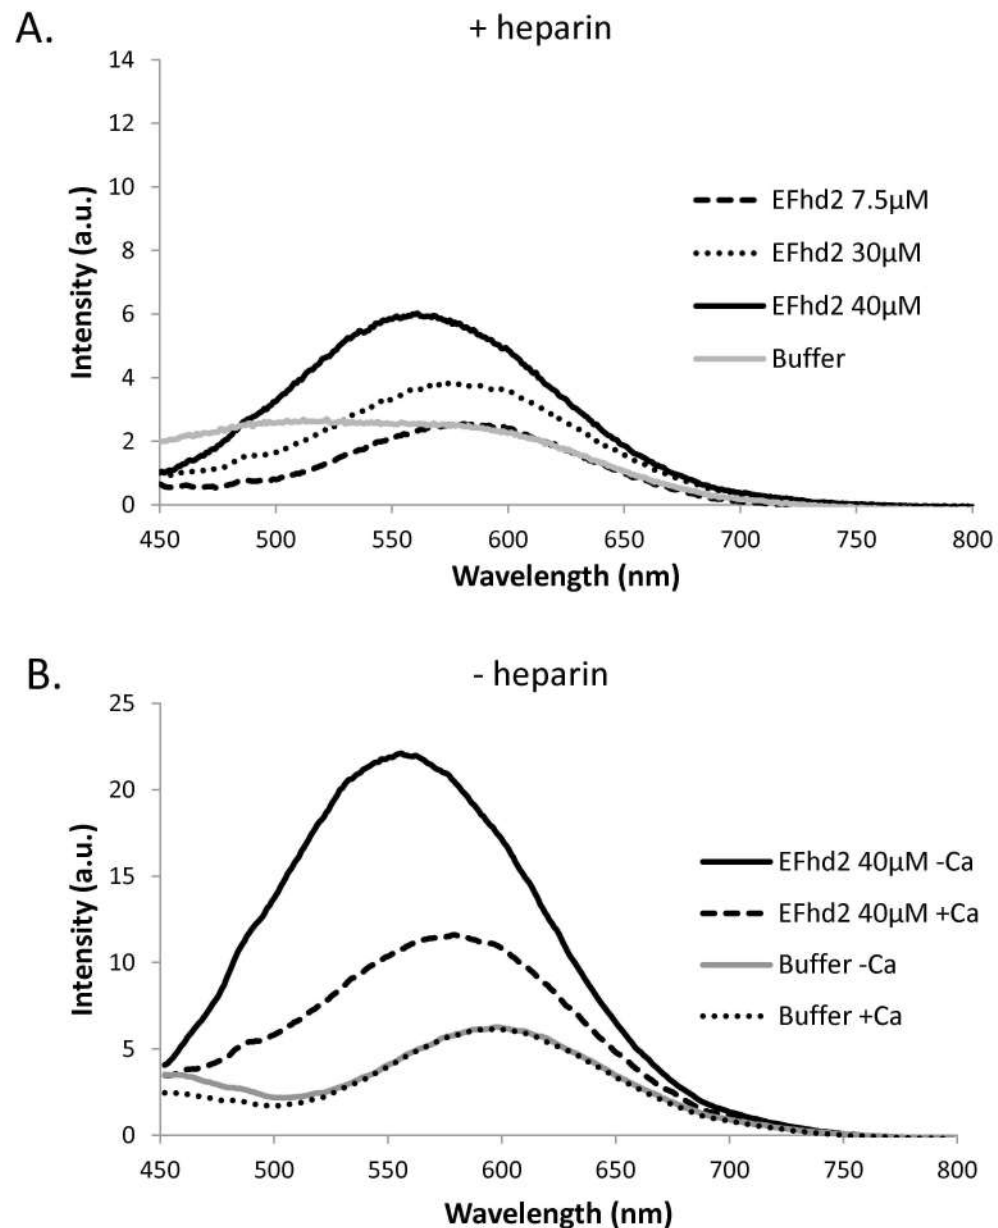 A.
+ heparin
14
12
10
8
6
4
2
0
Intensity (a.u.)
EFhd2 7.5µM
EFhd2 30µM
EFhd2 40µM
Buffer
450 500 550 600 650 700 750 800
Wavelength (nm)
B.
- heparin
25
20
15
10
5
0
Intensity (a.u.)
EFhd2 40µM -Ca
EFhd2 40µM +Ca
Buffer -Ca
Buffer +Ca
450 500 550 600 650 700 750 800
Wavelength (nm)